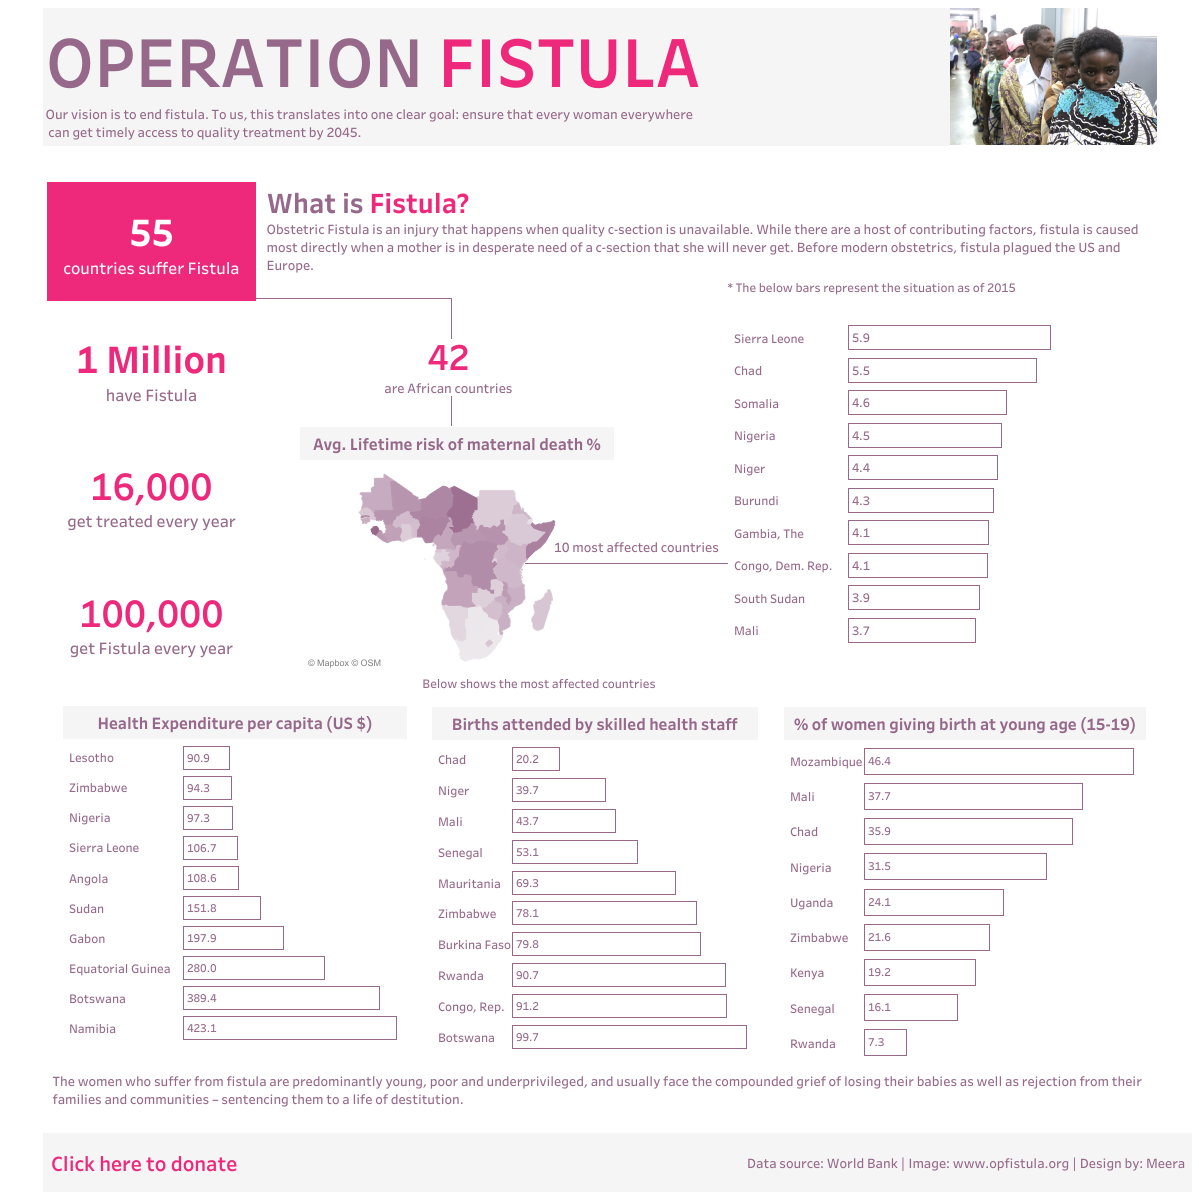 OPERATION FISTULA
Our vision is to end fistula. To us, this translates into one clear goal: ensure that every woman everywhere
can get timely access to quality treatment by 2045.
55
countries suffer Fistula
What is Fistula?
Obstetric Fistula is an injury that happens when quality c-section is unavailable. While there are a host of contributing factors, fistula is caused
most directly when a mother is in desperate need of a c-section that she will never get. Before modern obstetrics, fistula plagued the US and
Europe.
* The below bars represent the situation as of 2015
1 Million
have Fistula
16,000
get treated every year
100,000
get Fistula every year
42
are African countries
Avg. Lifetime risk of maternal death %
10 most affected countries
© Mapbox © OSM
Sierra Leone 5.9
Chad 5.5
Somalia 4.6
Nigeria 4.5
Niger 4.4
Burundi 4.3
Gambia, The 4.1
Congo, Dem. Rep. 4.1
South Sudan 3.9
Mali 3.7
Below shows the most affected countries
Health Expenditure per capita (US $)
Lesotho 90.9
Zimbabwe 94.3
Nigeria 97.3
Sierra Leone 106.7
Angola 108.6
Sudan 151.8
Gabon 197.9
Equatorial Guinea 280.0
Botswana 389.4
Namibia 423.1
Births attended by skilled health staff
Chad 20.2
Niger 39.7
Mali 43.7
Senegal 53.1
Mauritania 69.3
Zimbabwe 78.1
Burkina Faso 79.8
Rwanda 90.7
Congo, Rep. 91.2
Botswana 99.7
% of women giving birth at young age (15-19)
Mozambique 46.4
Mali 37.7
Chad 35.9
Nigeria 31.5
Uganda 24.1
Zimbabwe 21.6
Kenya 19.2
Senegal 16.1
Rwanda 7.3
The women who suffer from fistula are predominantly young, poor and underprivileged, and usually face the compounded grief of losing their babies as well as rejection from their
families and communities – sentencing them to a life of destitution.
Click here to donate
Data source: World Bank | Image: www.opfistula.org | Design by: Meera